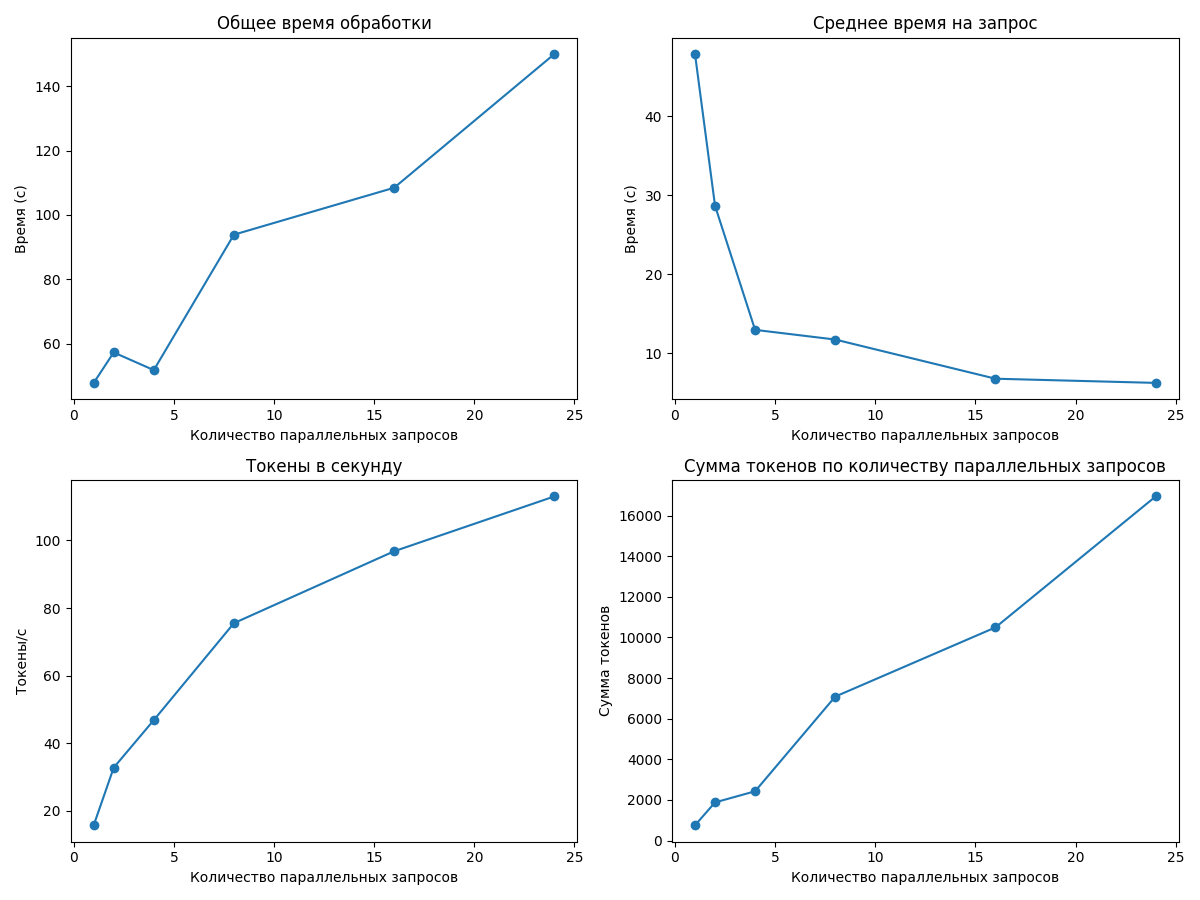 Общее время обработки
Время (с)
140
120
100
80
60
0 5 10 15 20 25
Количество параллельных запросов
Среднее время на запрос
Время (с)
40
30
20
10
0 5 10 15 20 25
Количество параллельных запросов
Токены в секунду
Токены/с
100
80
60
40
20
0 5 10 15 20 25
Количество параллельных запросов
Сумма токенов по количеству параллельных запросов
Сумма токенов
16000
14000
12000
10000
8000
6000
4000
2000
0
0 5 10 15 20 25
Количество параллельных запросов